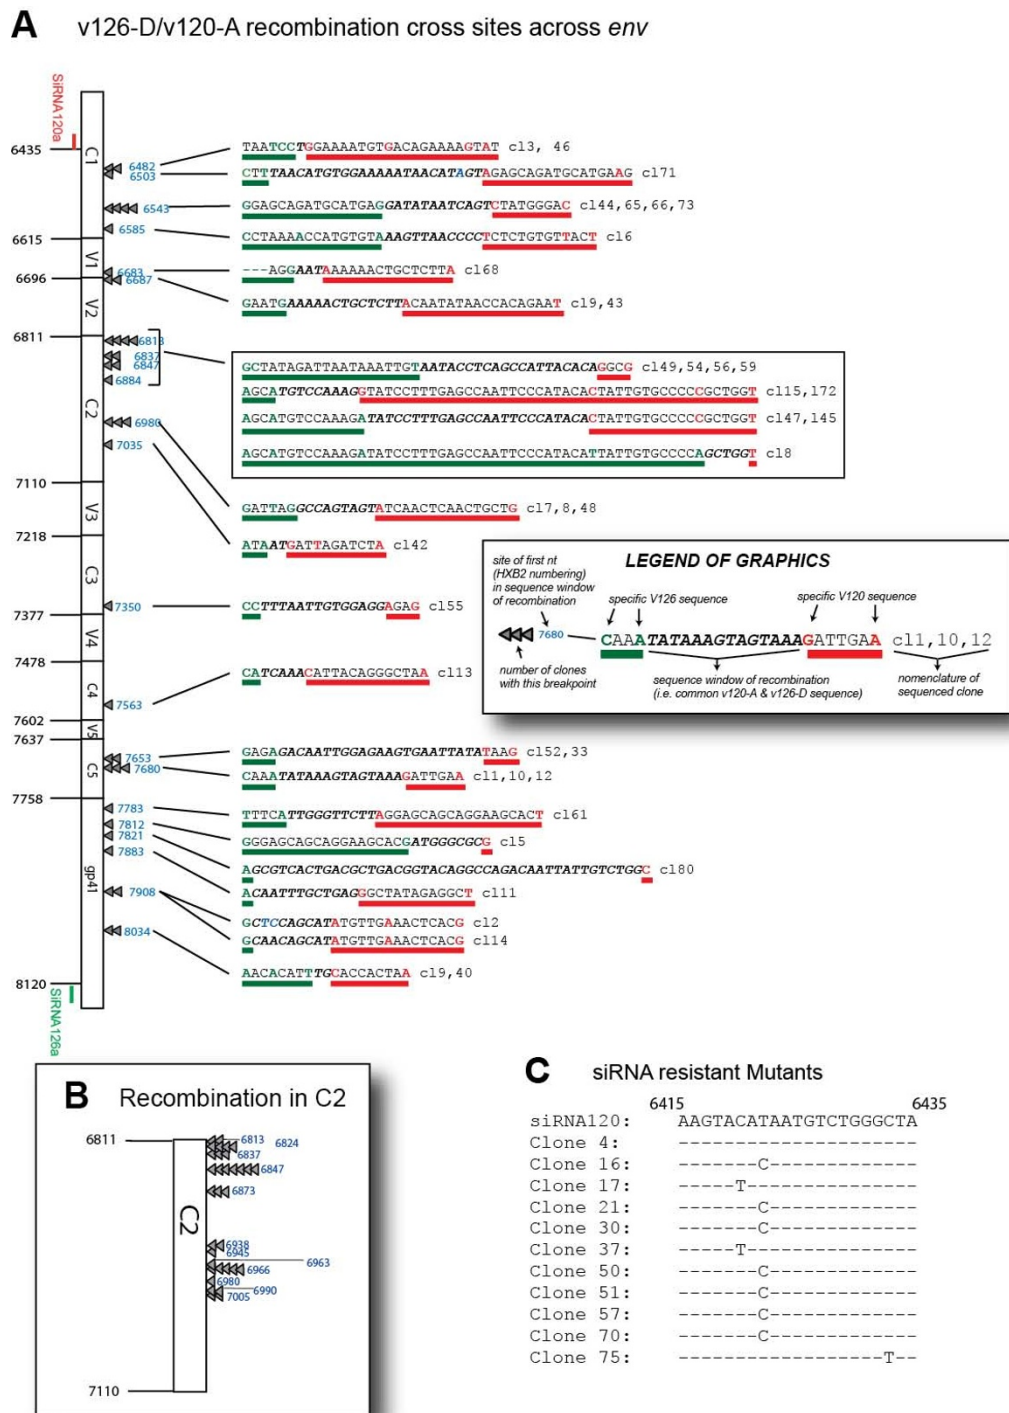 A v126-D/v120-A recombination cross sites across env
SiRNA120a
6435
C1
6482
6503
6543
6585
6615
V1
6683
6687
6696
V2
6811
6813
6837
6847
6884
C2
6980
7035
7110
V3
7218
C3
7350
7377
V4
7478
C4
7563
7602
V5
7637
7653
C5
7680
7758
7783
7812
7821
7883
gp41
7908
8034
8120
SiRNA126a
TAATCCTGGAAAATGTGACAGAAAAGTAT cl3, 46
CTTTAACATGTGGAAAAATAACATAGTAGAGCAGATGCATGAAG cl71
GGAGCAGATGCATGAGGATATAATCAGTCTATGGGAC cl44,65,66,73
CCTAAAACCATGTGTAAAGTTAACCCCTCTCTGTGTTACT cl6
---AGGAATAAAAAACTGCTCTTA cl68
GAATGAAAAACTGCTCTTACAATATAACCACAGAAT cl9,43
GCTATAGATTAATAAATTGTAATACCTCAGCCATTACACAGGCG cl49,54,56,59
AGCATGTCCAAAGGTATCCTTTGAGCCAATTCCCATACACTATTGTGCCCCCGCTGGT cl15,172
AGCATGTCCAAAGATATCCTTTGAGCCAATTCCCATACACTATTGTGCCCCCGCTGGT cl47,145
AGCATGTCCAAAGATATCCTTTGAGCCAATTCCCATACATTATTGTGCCCCAGCTGGT cl8
GATTAGGCCAGTAGTATCAACTCAACTGCTG cl7,8,48
ATAATGATTAGATCTA cl42
CCTTTAATTGTGGAGGAGAG cl55
CATCAAACATTACAGGGCTAA cl13
GAGAGACAATTGGAGAAGTGAATTATATAAG cl52,33
CAAATATAAAGTAGTAAAGATTGAA cl1,10,12
TTTCATTGGGTTCTTAGGAGCAGCAGGAAGCACT cl61
GGGAGCAGCAGGAAGCACGATGGGCGCG cl5
AGCGTCACTGACGCTGACGGTACAGGCCAGACAATTATTGTCTGGC cl80
ACAATTTGCTGAGGGCTATAGAGGCT cl11
GCTCCAGCATATGTTGAAACTCACG cl2
GCAACAGCATATGTTGAAACTCACG cl14
AACACATTTGCACCACTAA cl9,40
LEGEND OF GRAPHICS
site of first nt
(HXB2 numbering)
in sequence window
of recombination
specific V126 sequence
specific V120 sequence
7680
CAAATATAAAGTAGTAAAGATTGAA cl1,10,12
number of clones
with this breakpoint
sequence window of recombination
(i.e. common v120-A & v126-D sequence)
nomenclature of
sequenced clone
B Recombination in C2
6811
C2
6813 6824
6837
6847
6873
6938
6945
6963
6966
6980
6990
7005
7110
C siRNA resistant Mutants
6415 6435
siRNA120: AAGTACATAATGTCTGGGCTA
Clone 4: ---------------------
Clone 16: -------C-------------
Clone 17: -----T---------------
Clone 21: -------C-------------
Clone 30: -------C-------------
Clone 37: -----T---------------
Clone 50: -------C-------------
Clone 51: -------C-------------
Clone 57: -------C-------------
Clone 70: -------C-------------
Clone 75: ------------------T--